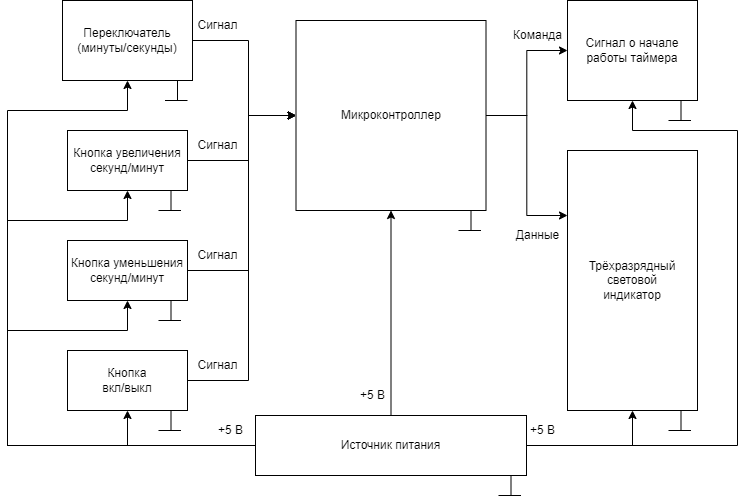 Переключатель
(минуты/секунды)
Сигнал
Микроконтроллер
Команда
Сигнал о начале
работы таймера
Кнопка увеличения
секунд/минут
Сигнал
Кнопка уменьшения
секунд/минут
Сигнал
Данные
Трёхразрядный
световой
индикатор
Кнопка
вкл/выкл
Сигнал
+5 В
+5 В
Источник питания
+5 В